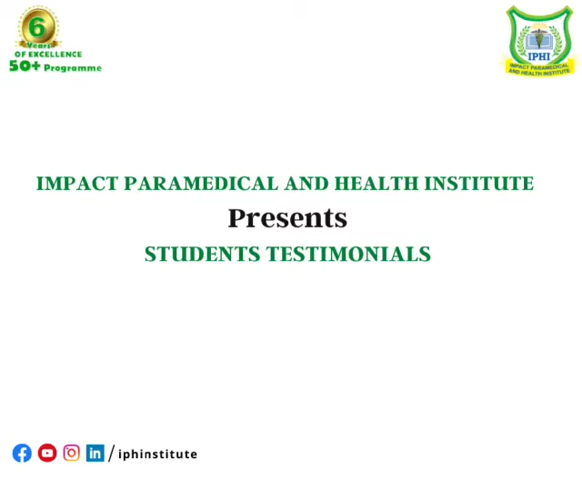 6
Years
OF EXCELLENCE
50+ Programme
IPHI
IMPACT PARAMEDICAL
AND HEALTH INSTITUTE
IMPACT PARAMEDICAL AND HEALTH INSTITUTE
Presents
STUDENTS TESTIMONIALS
/iphinstitute